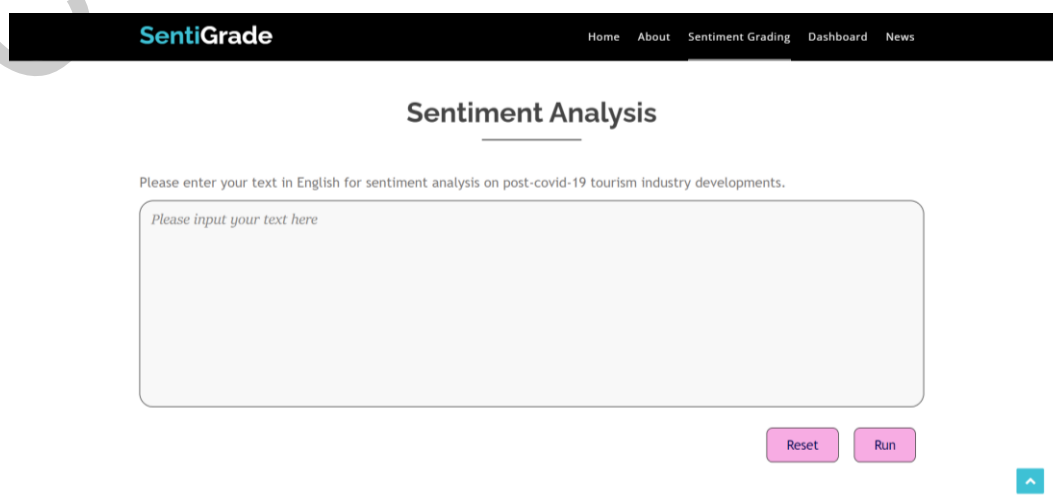 SentiGrade
Home About Sentiment Grading Dashboard News
Sentiment Analysis
Please enter your text in English for sentiment analysis on post-covid-19 tourism industry developments.
Please input your text here
Reset Run